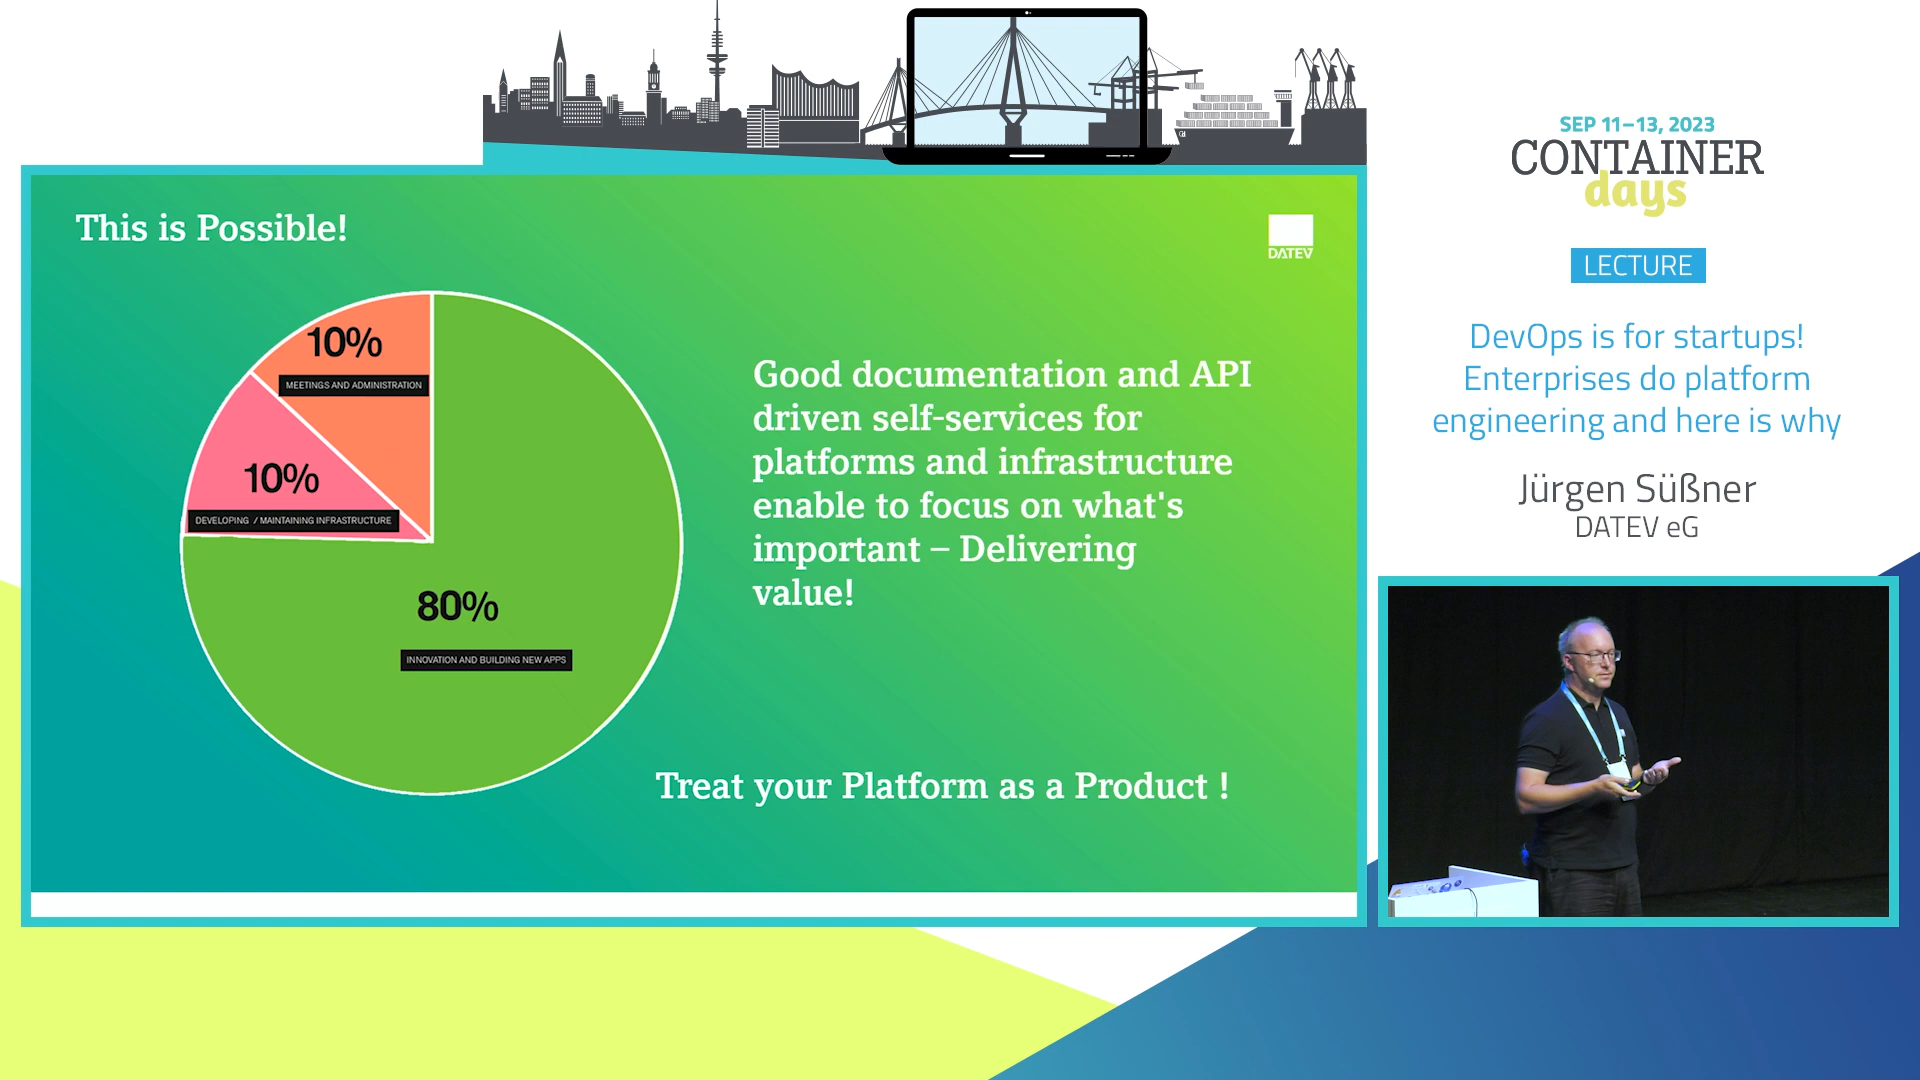 SEP 11–13, 2023
CONTAINER
days
LECTURE
DevOps is for startups!
Enterprises do platform
engineering and here is why
Jürgen Süßner
DATEV eG
This is Possible!
DATEV
10%
MEETINGS AND ADMINISTRATION
10%
DEVELOPING / MAINTAINING INFRASTRUCTURE
80%
INNOVATION AND BUILDING NEW APPS
Good documentation and API
driven self-services for
platforms and infrastructure
enable to focus on what's
important – Delivering
value!
Treat your Platform as a Product !